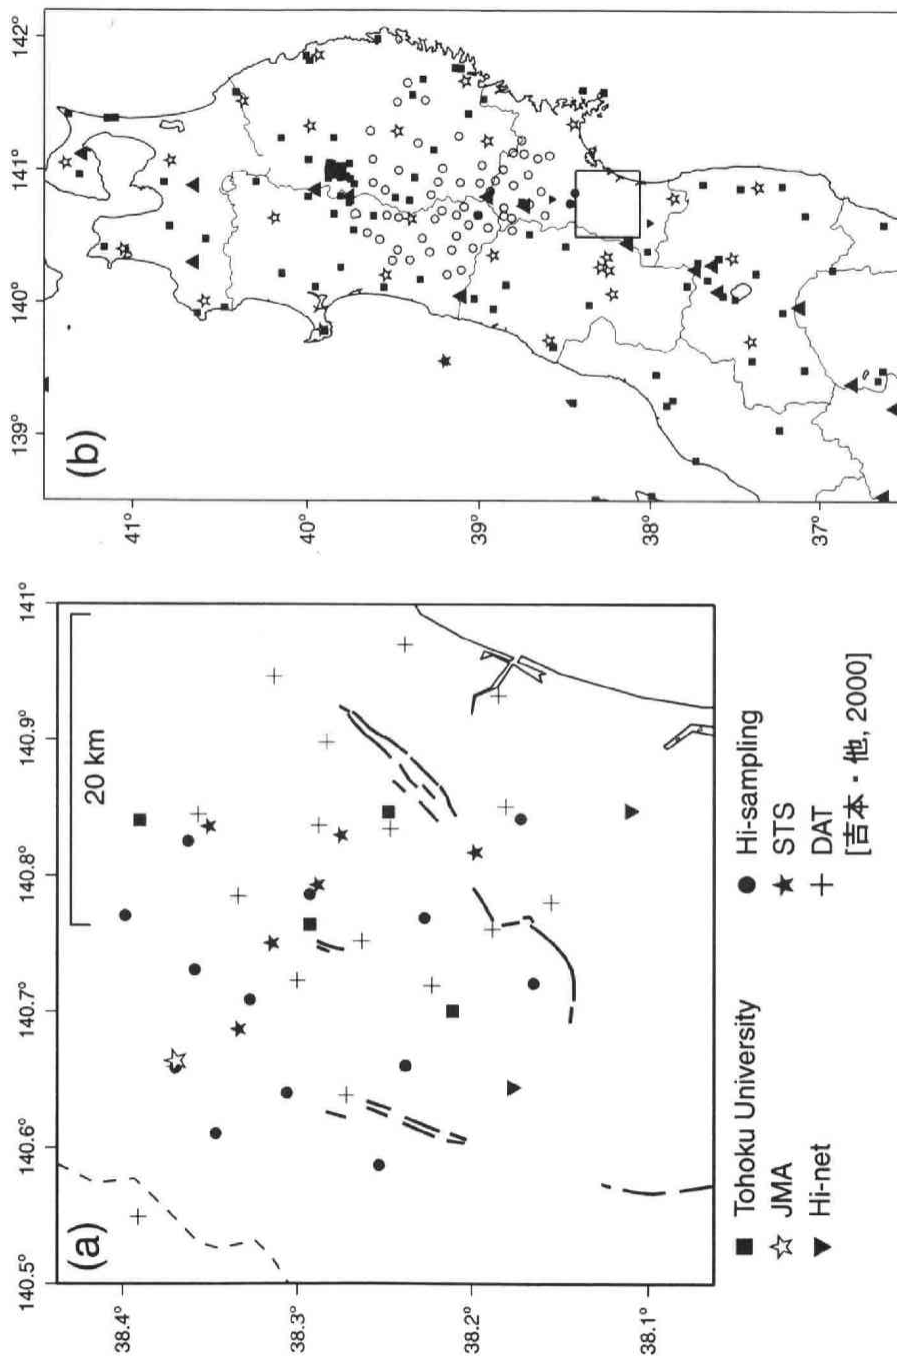 (a)
140.5°
140.6°
140.7°
140.8°
140.9°
141°
38.4°
38.3°
38.2°
38.1°
20 km
Tohoku University
JMA
Hi-net
Hi-sampling
STS
DAT
[吉本・他, 2000]
(b)
139°
140°
141°
142°
41°
40°
39°
38°
37°